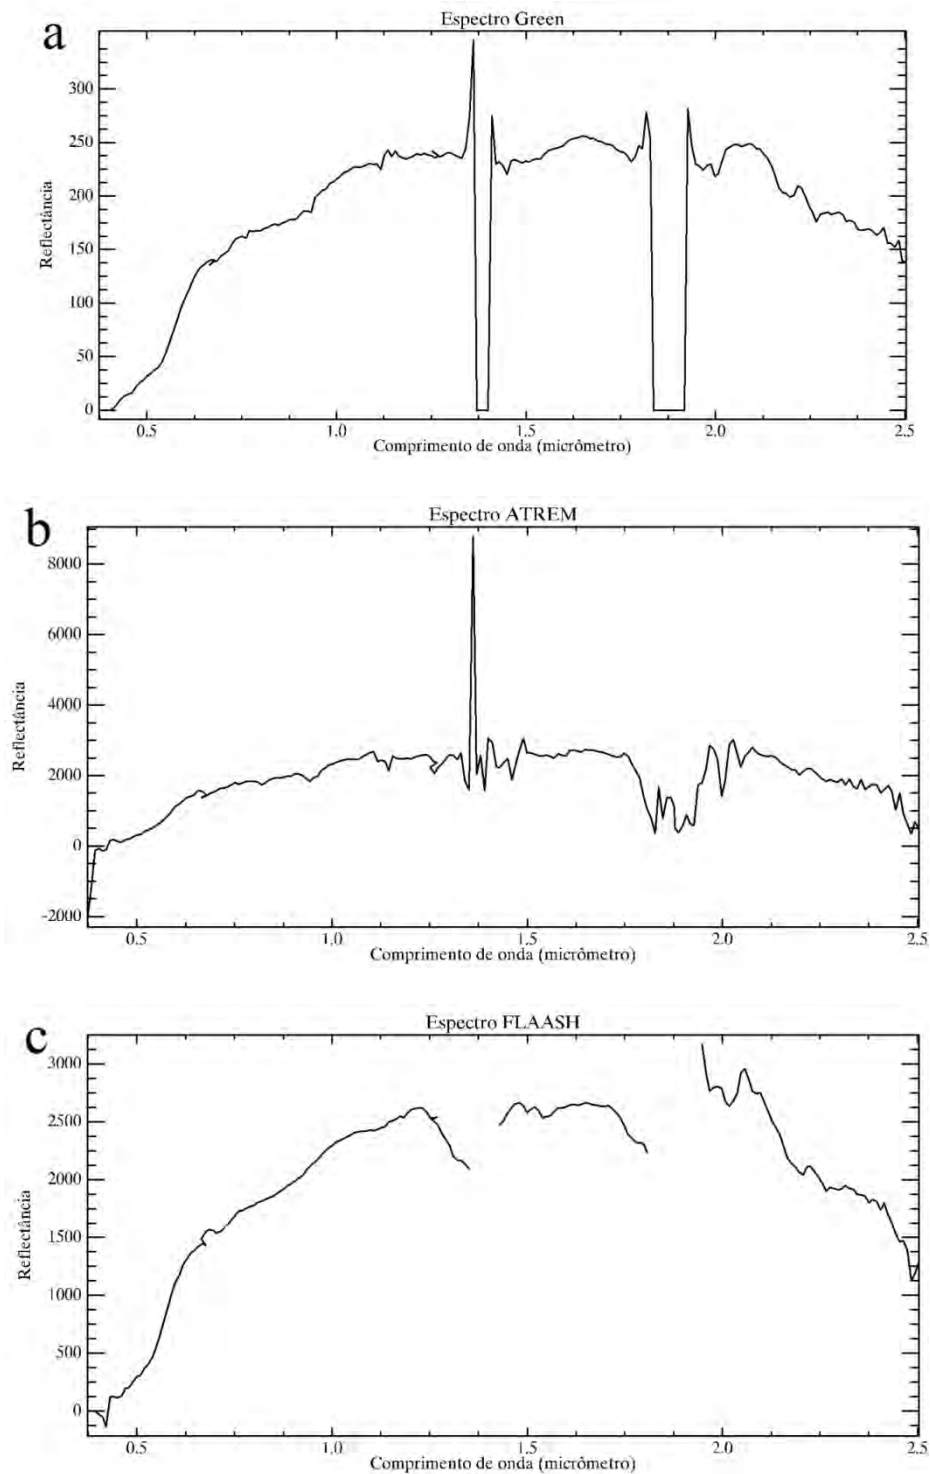 a
Espectro Green
300
250
200
150
100
50
0
Reflectância
0.5
1.0
1.5
2.0
2.5
Comprimento de onda (micrômetro)
b
Espectro ATREM
8000
6000
4000
2000
0
-2000
Reflectância
0.5
1.0
1.5
2.0
2.5
Comprimento de onda (micrômetro)
c
Espectro FLAASH
3000
2500
2000
1500
1000
500
0
Reflectância
0.5
1.0
1.5
2.0
2.5
Comprimento de onda (micrômetro)